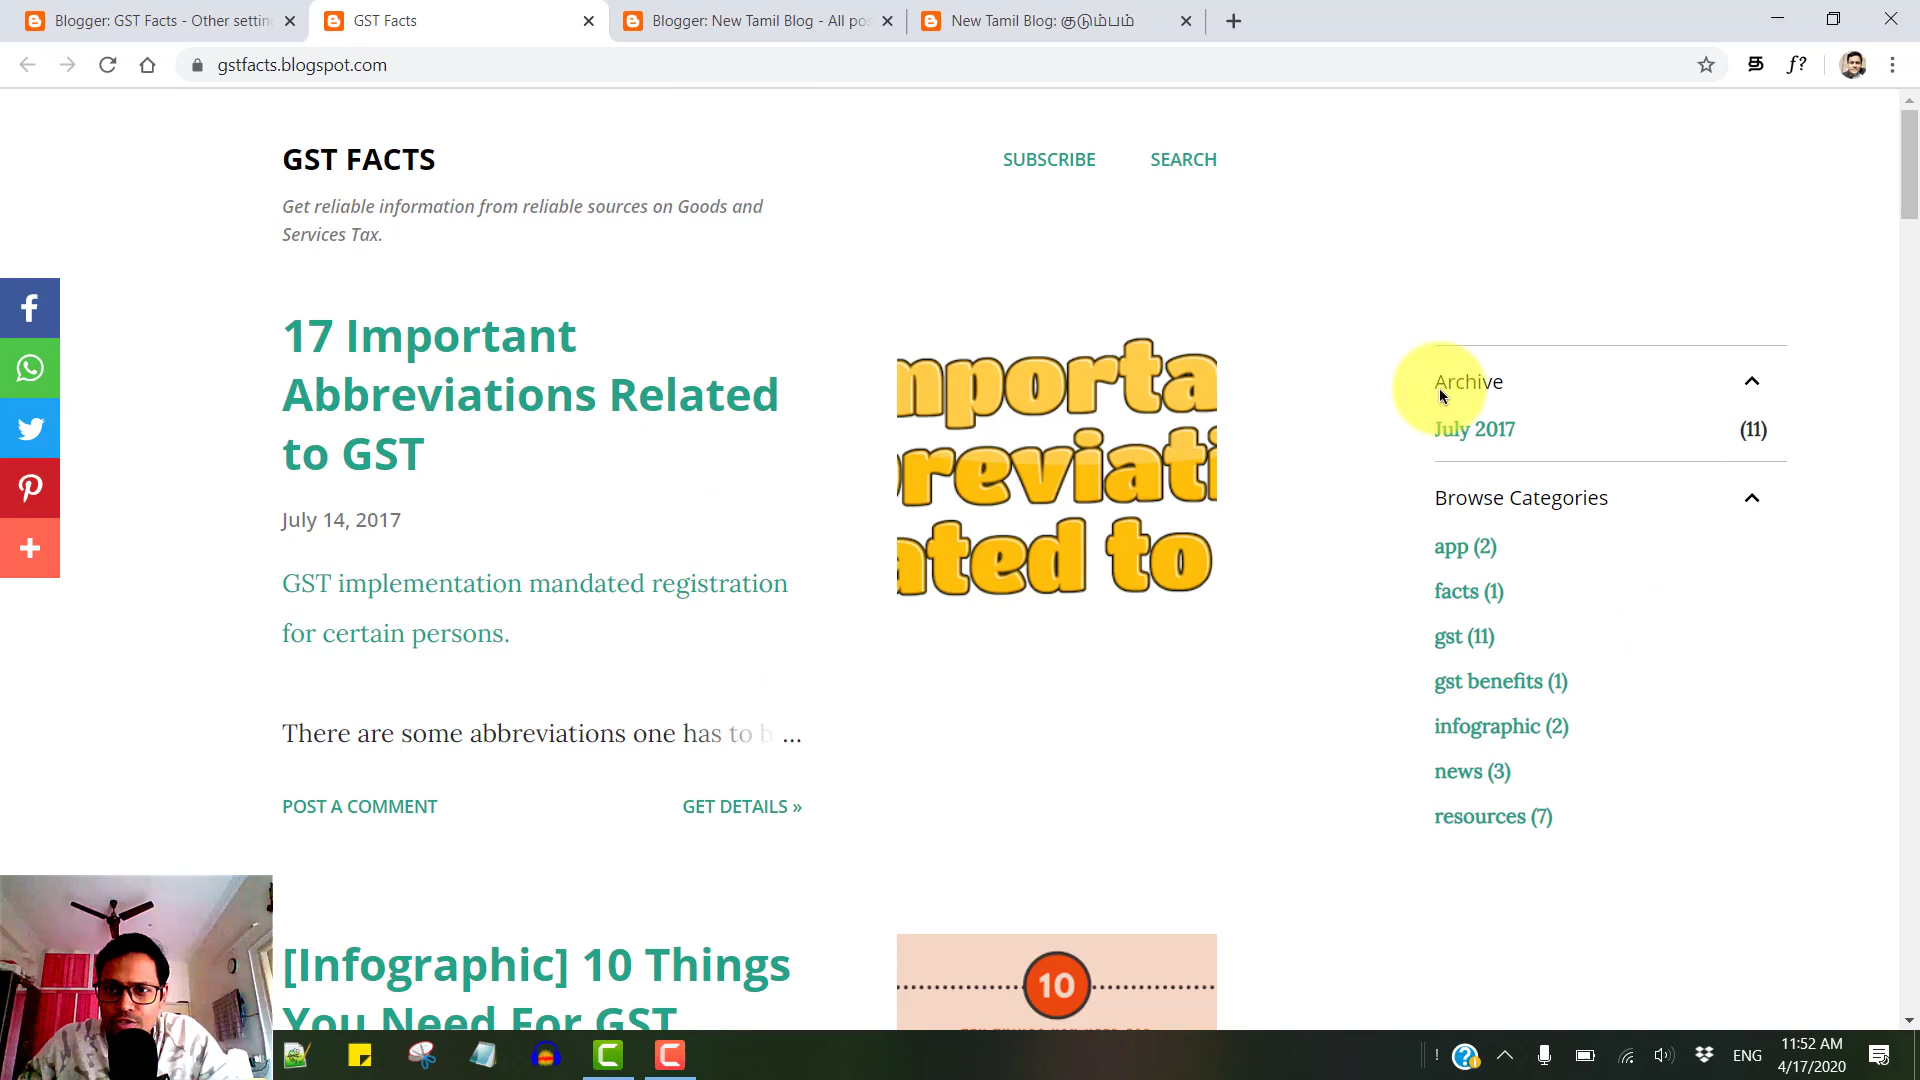 Blogger: GST Facts - Other settin
GST Facts
Blogger: New Tamil Blog - All po
New Tamil Blog: குடும்பம்
gstfacts.blogspot.com
GST FACTS
SUBSCRIBE
SEARCH
Get reliable information from reliable sources on Goods and
Services Tax.
17 Important
Abbreviations Related
to GST
July 14, 2017
GST implementation mandated registration
for certain persons.
There are some abbreviations one has to b ...
POST A COMMENT
GET DETAILS »
mporta
reviati
ated to
Archive
July 2017 (11)
Browse Categories
app (2)
facts (1)
gst (11)
gst benefits (1)
infographic (2)
news (3)
resources (7)
[Infographic] 10 Things
You Need For GST
10
ENG
11:52 AM
4/17/2020